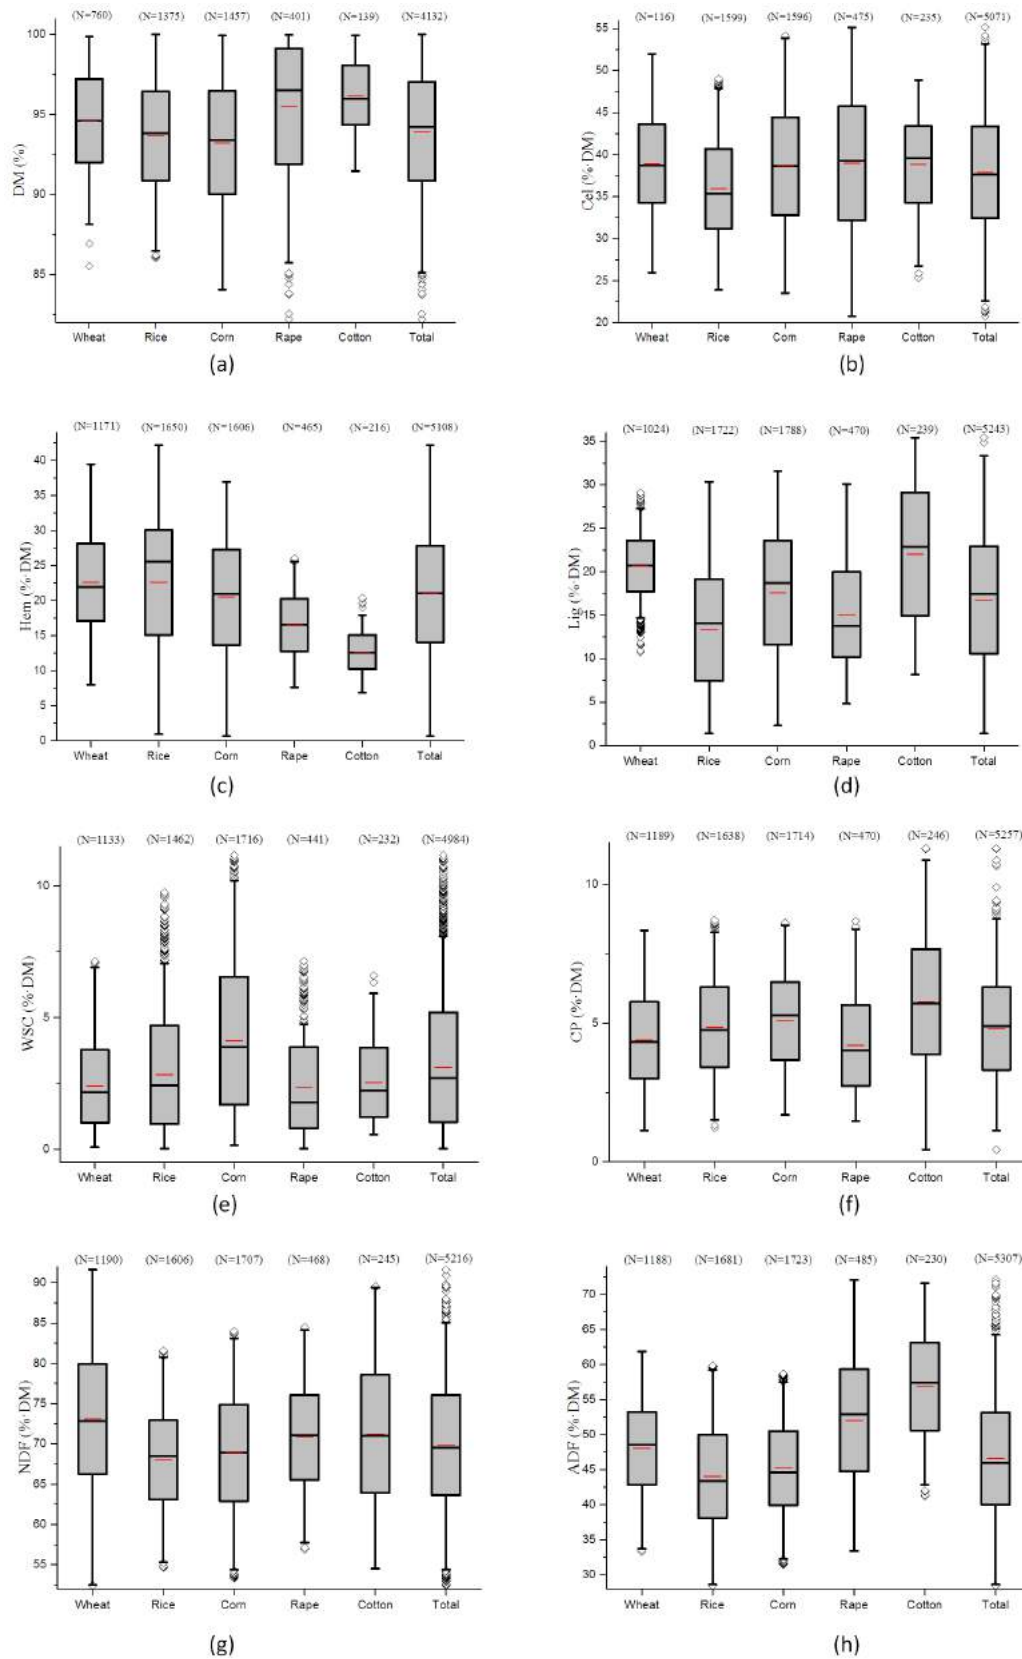 (N=760) (N=1375) (N=1457) (N=401) (N=139) (N=4132)
100
95
90
85
DM (%)
Wheat Rice Corn Rape Cotton Total
(a)
(N=116) (N=1599) (N=1596) (N=475) (N=235) (N=5071)
55
50
45
40
35
30
25
20
Cel (%·DM)
Wheat Rice Corn Rape Cotton Total
(b)
(N=1171) (N=1650) (N=1606) (N=465) (N=216) (N=5108)
40
35
30
25
20
15
10
5
0
Hem (%·DM)
Wheat Rice Corn Rape Cotton Total
(c)
(N=1024) (N=1722) (N=1788) (N=470) (N=239) (N=5243)
35
30
25
20
15
10
5
0
Lig (%·DM)
Wheat Rice Corn Rape Cotton Total
(d)
(N=1133) (N=1462) (N=1716) (N=441) (N=232) (N=4984)
10
5
0
WSC (%·DM)
Wheat Rice Corn Rape Cotton Total
(e)
(N=1189) (N=1638) (N=1714) (N=470) (N=246) (N=5257)
10
5
0
CP (%·DM)
Wheat Rice Corn Rape Cotton Total
(f)
(N=1190) (N=1606) (N=1707) (N=468) (N=245) (N=5216)
90
85
80
75
70
65
60
55
NDF (%·DM)
Wheat Rice Corn Rape Cotton Total
(g)
(N=1188) (N=1681) (N=1723) (N=485) (N=230) (N=5307)
70
65
60
55
50
45
40
35
30
ADF (%·DM)
Wheat Rice Corn Rape Cotton Total
(h)